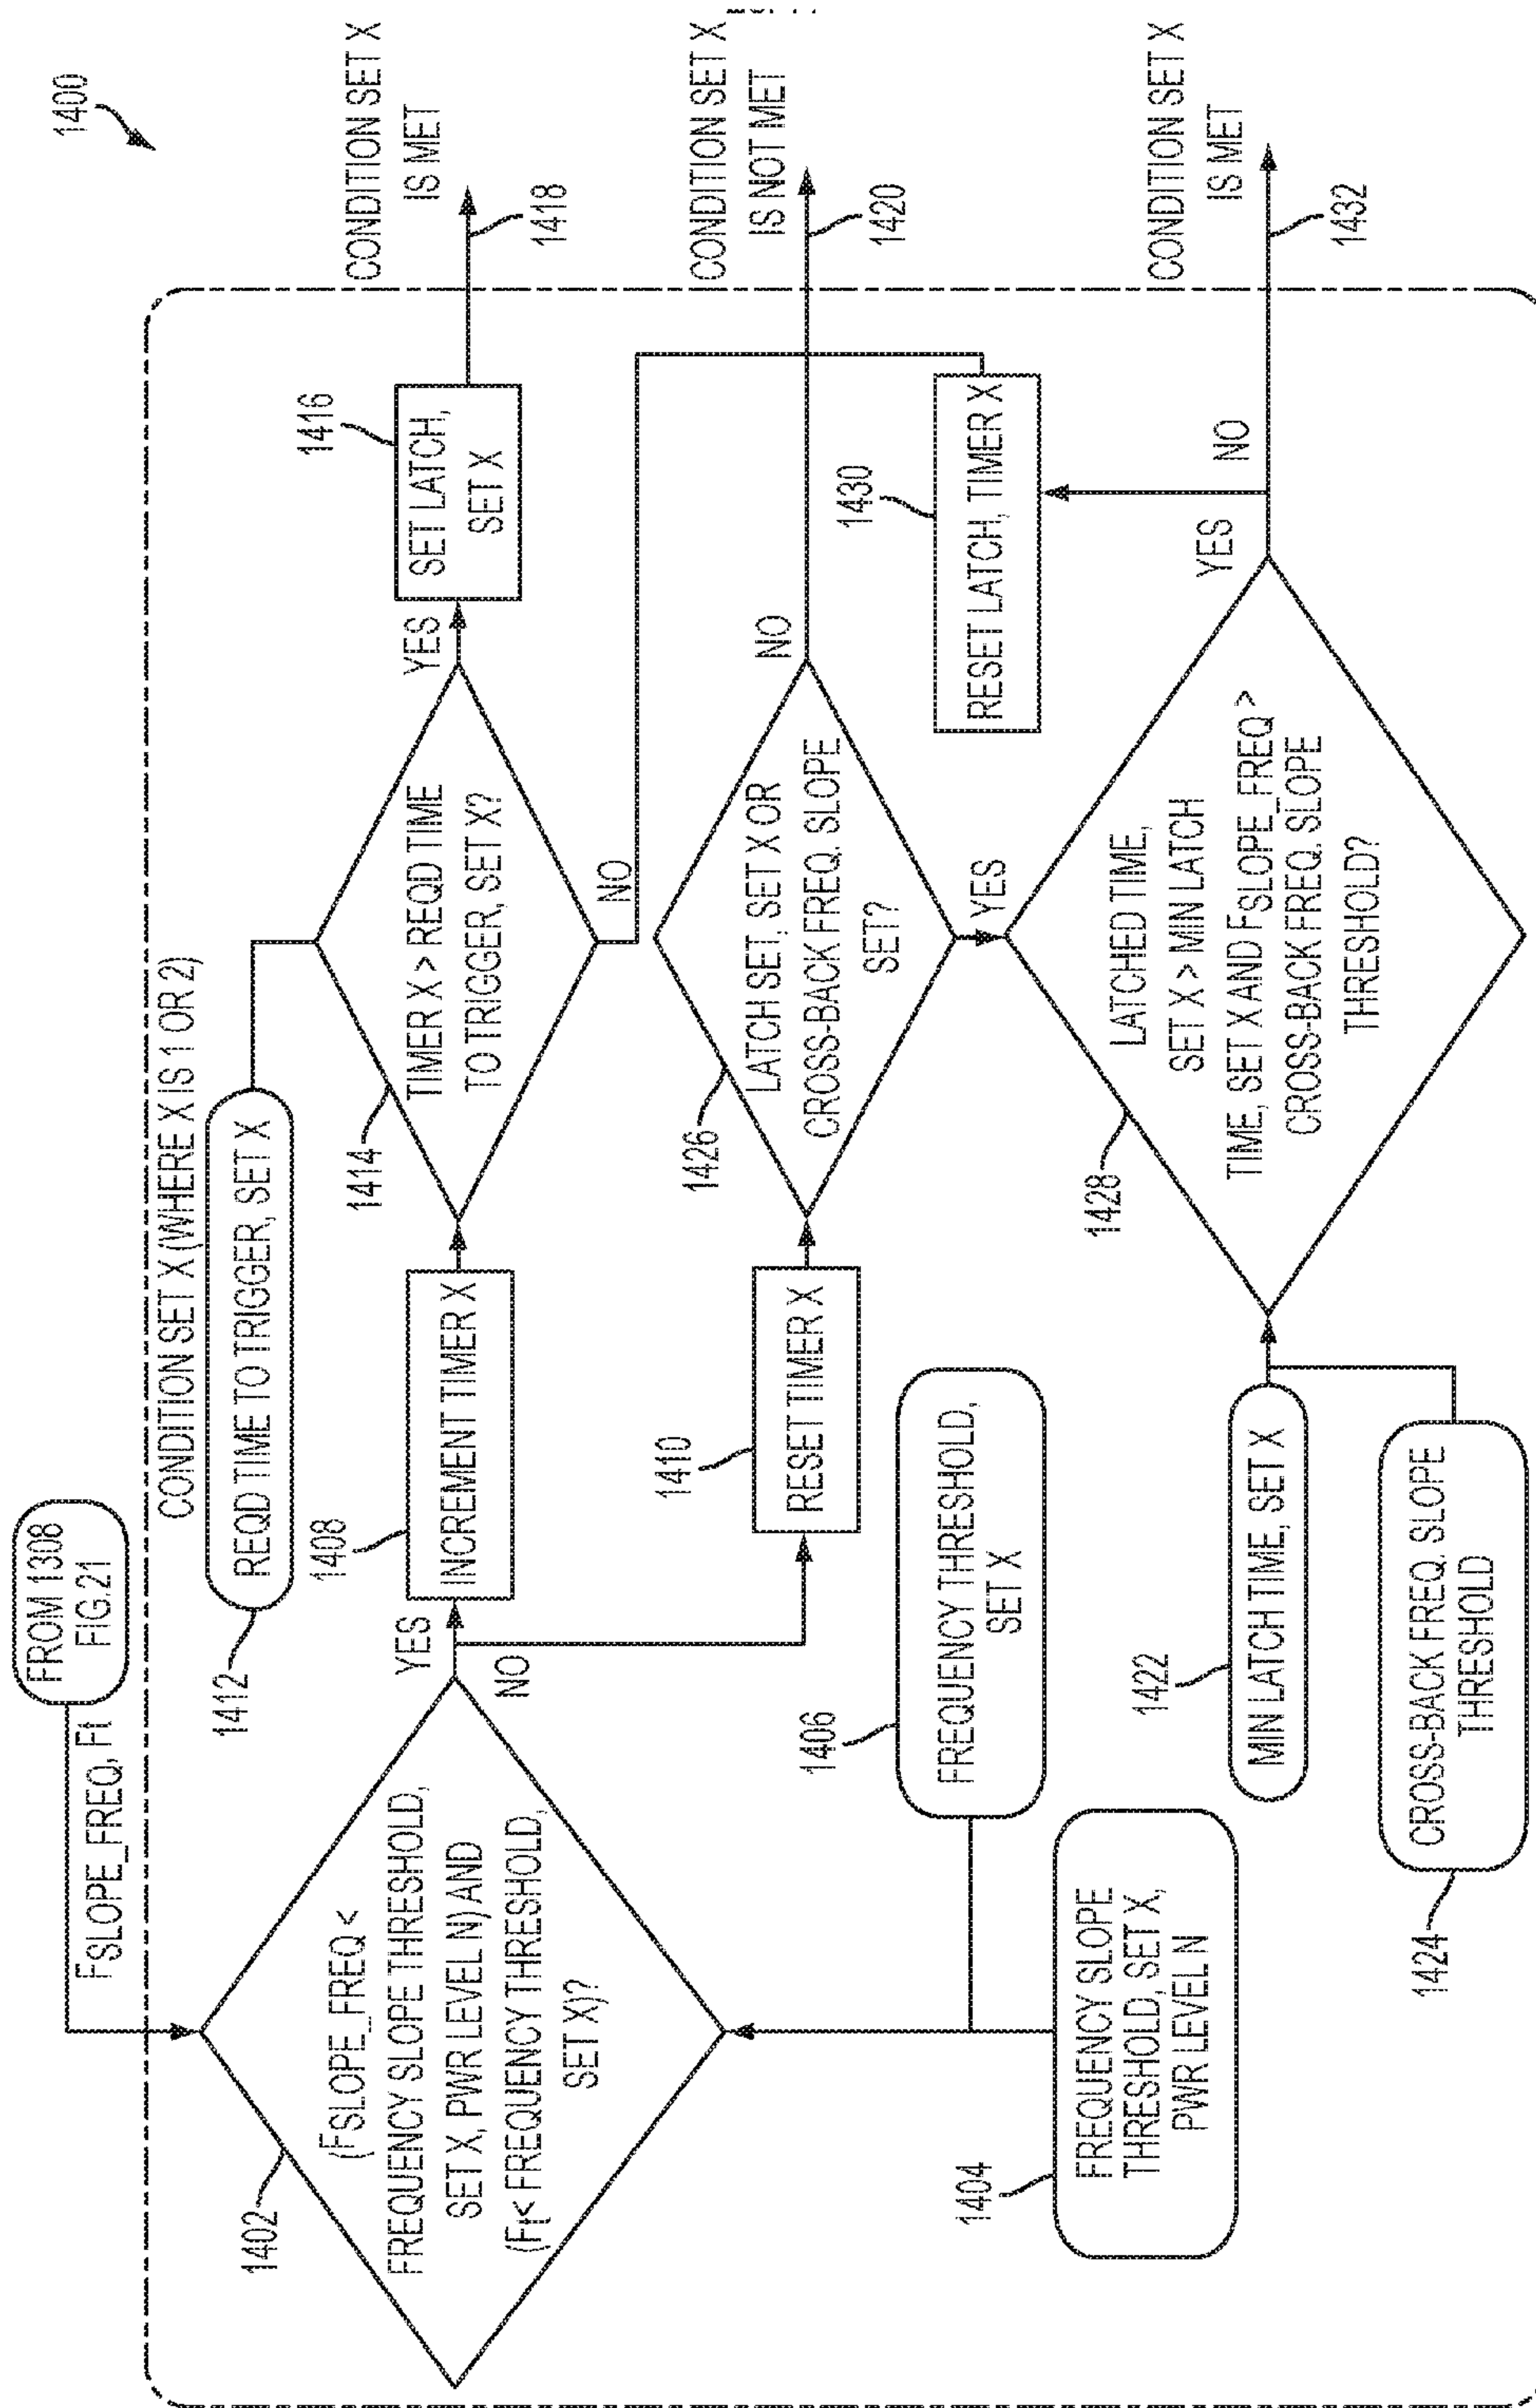 1400
FROM 1308
FIG.21
FSLOPE_FREQ, Ft
CONDITION SET X (WHERE X IS 1 OR 2)
1412
REQD TIME TO TRIGGER, SET X
1402
(FSLOPE_FREQ <
FREQUENCY SLOPE THRESHOLD,
SET X, PWR LEVEL N) AND
(Ft< FREQUENCY THRESHOLD,
SET X)?
YES
NO
1408
INCREMENT TIMER X
1414
TIMER X > REQD TIME
TO TRIGGER, SET X?
YES
NO
1416
SET LATCH,
SET X
CONDITION SET X
IS MET
1418
1410
RESET TIMER X
1426
LATCH SET, SET X OR
CROSS-BACK FREQ. SLOPE
SET?
NO
YES
CONDITION SET X
IS NOT MET
1420
1406
FREQUENCY THRESHOLD,
SET X
1404
FREQUENCY SLOPE
THRESHOLD, SET X,
PWR LEVEL N
1430
RESET LATCH, TIMER X
1422
MIN LATCH TIME, SET X
1424
CROSS-BACK FREQ. SLOPE
THRESHOLD
1428
LATCHED TIME,
SET X > MIN LATCH
TIME, SET X AND FSLOPE_FREQ >
CROSS-BACK FREQ. SLOPE
THRESHOLD?
YES
NO
CONDITION SET X
IS MET
1432